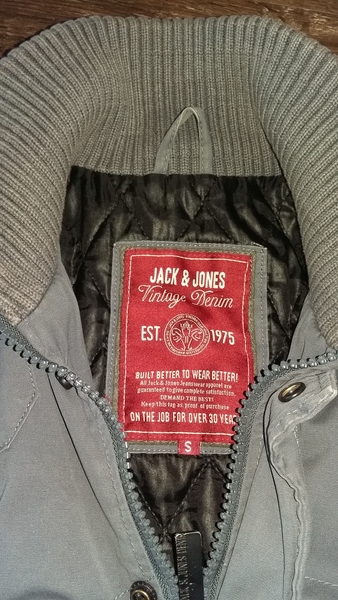 JACK & JONES
Vintage Denim
EST. 1975
BUILT BETTER TO WEAR BETTER!
All Jack & Jones Jeanswear apparel are
guaranteed to give complete satisfaction.
DEMAND THE BEST!
Keep this tag as proof of purchase
ON THE JOB FOR OVER 30 YEA
S